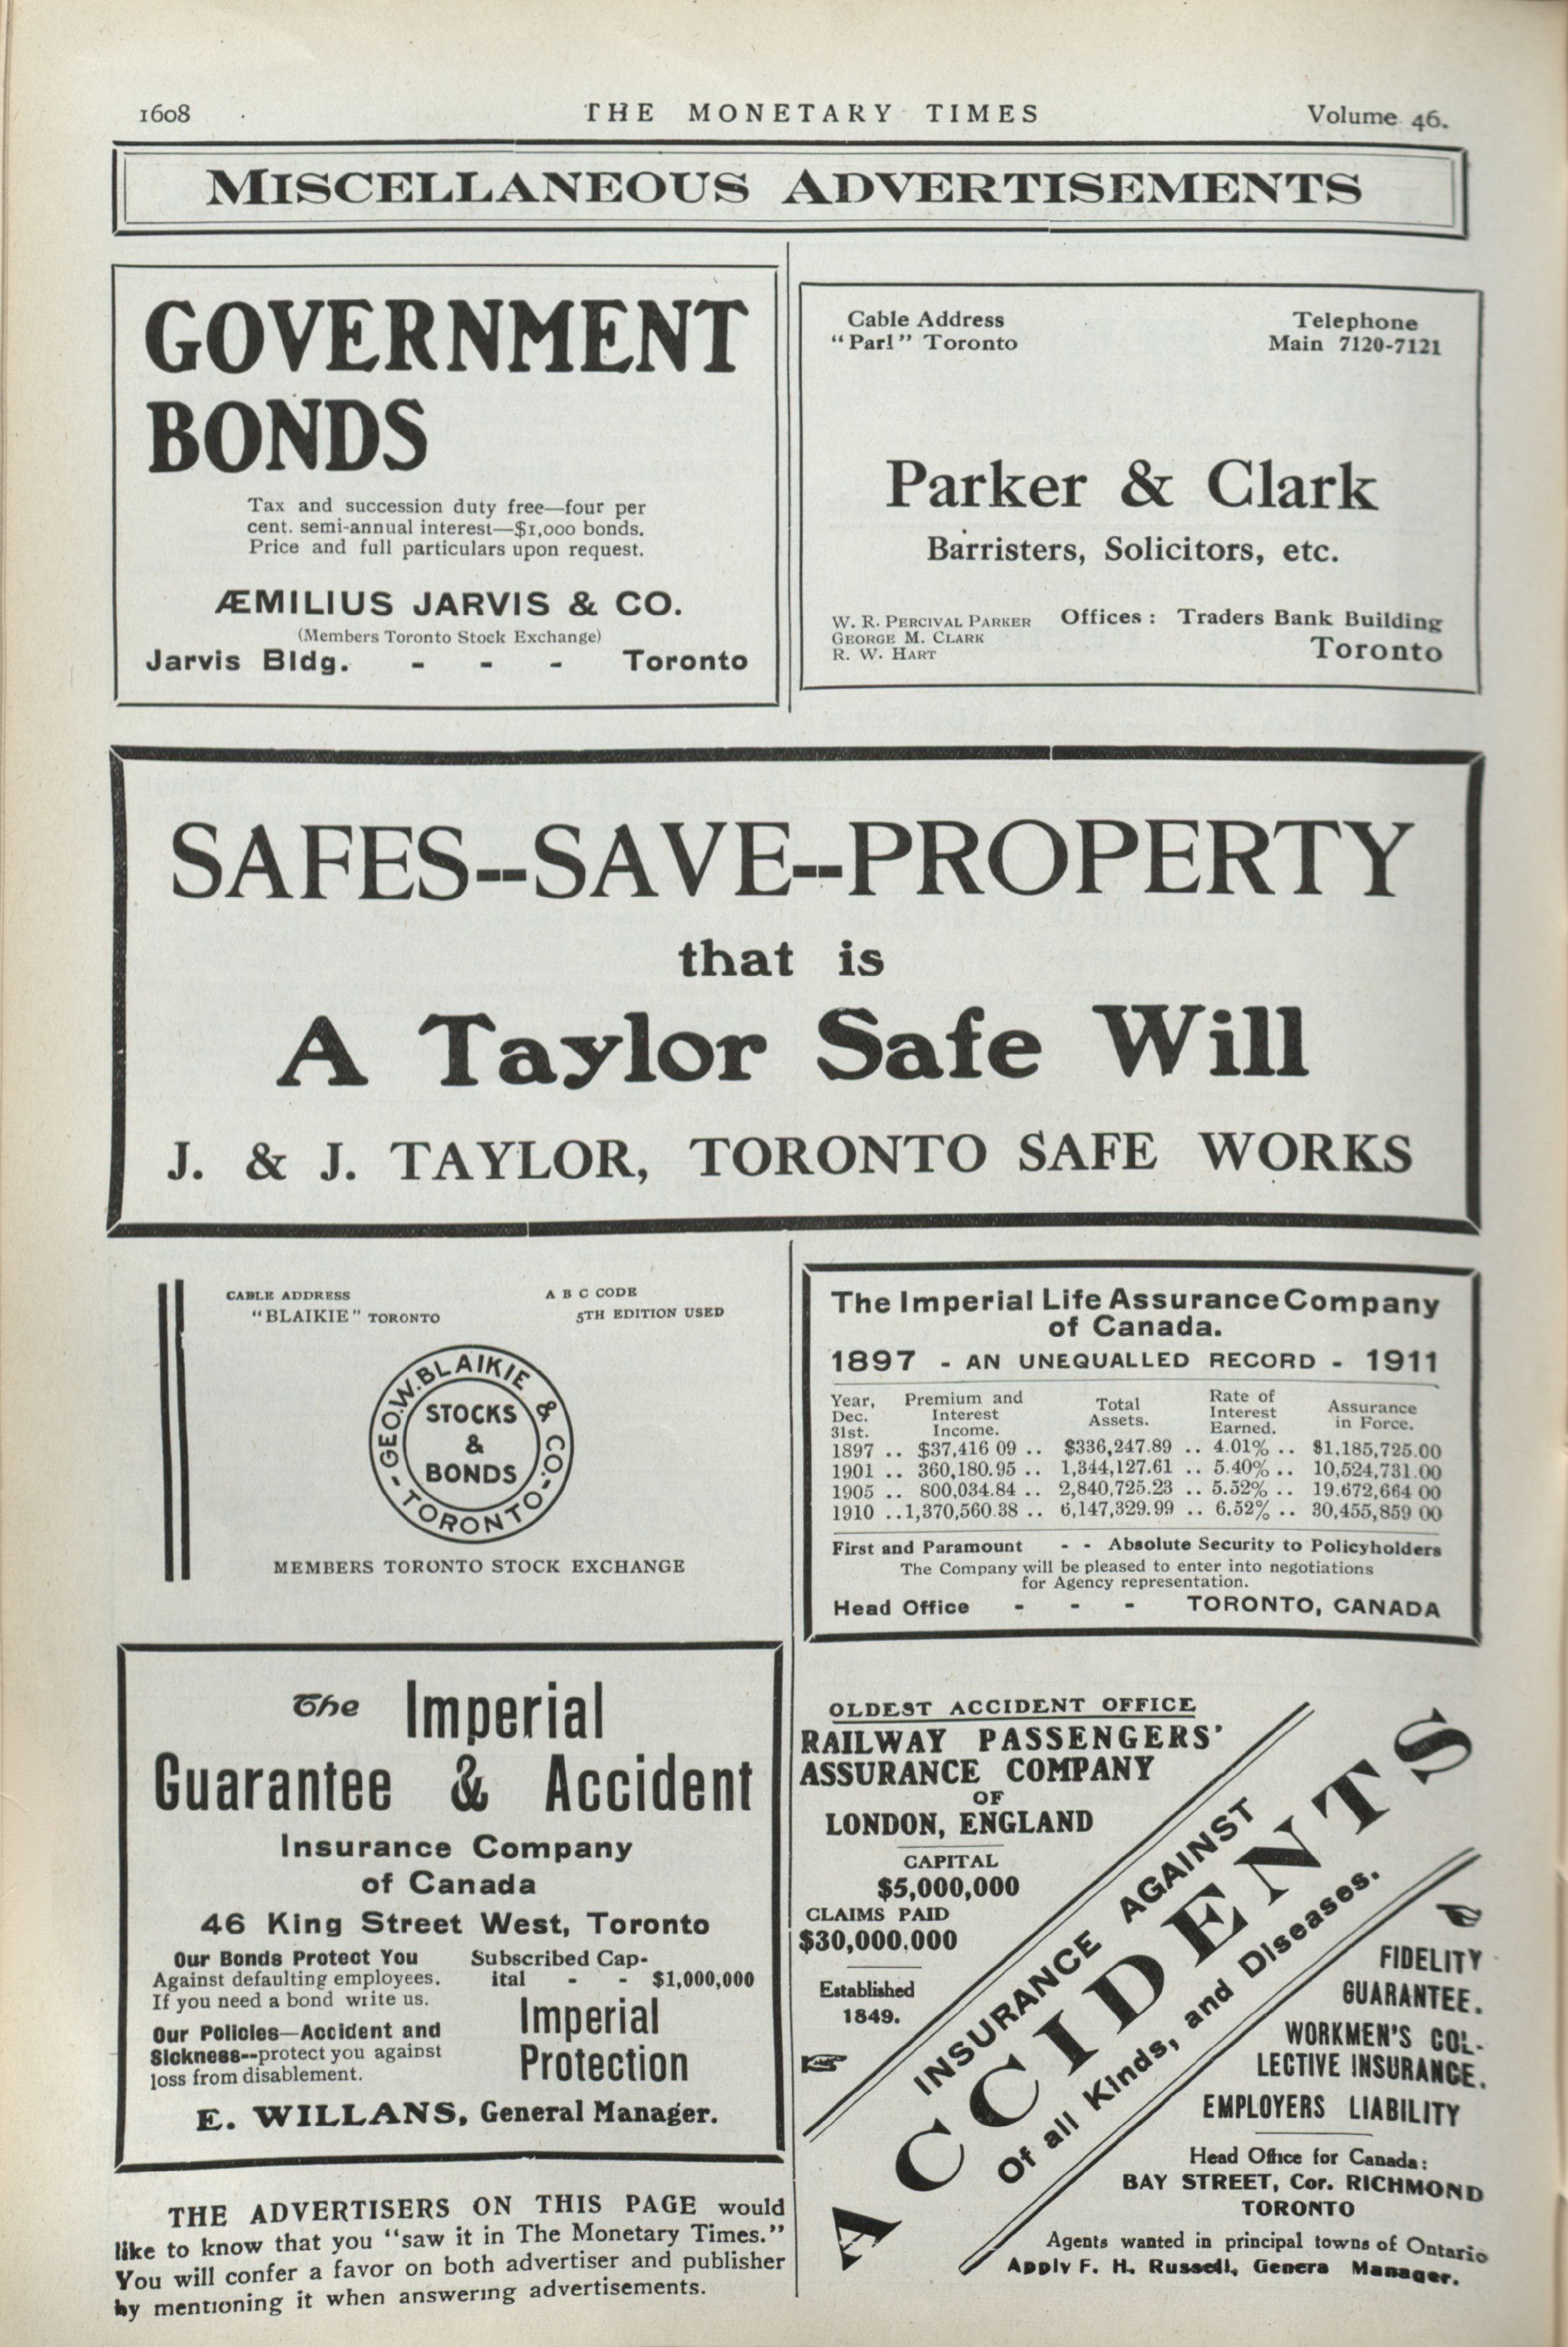 1608
THE MONETARY TIMES
Volume 46.
MISCELLANEOUS ADVERTISEMENTS
GOVERNMENT
BONDS
Tax and succession duty free—four per
cent. semi-annual interest—$1,000 bonds.
Price and full particulars upon request.
ÆMILIUS JARVIS & CO.
(Members Toronto Stock Exchange)
Jarvis Bldg. - - - Toronto
Cable Address
"Parl" Toronto
Telephone
Main 7120-7121
Parker & Clark
Barristers, Solicitors, etc.
W. R. PERCIVAL PARKER
GEORGE M. CLARK
R. W. HART
Offices : Traders Bank Building
Toronto
SAFES--SAVE--PROPERTY
that is
A Taylor Safe Will
J. & J. TAYLOR, TORONTO SAFE WORKS
CABLE ADDRESS
"BLAIKIE" TORONTO
A B C CODE
5TH EDITION USED
GEO.W.BLAIKIE & CO.
- TORONTO -
STOCKS
&
BONDS
MEMBERS TORONTO STOCK EXCHANGE
The Imperial Life Assurance Company
of Canada.
1897 - AN UNEQUALLED RECORD - 1911
Year, Dec. 31st. Premium and Interest Income. Total Assets. Rate of Interest Earned. Assurance in Force.
1897 .. $37,416 09 .. $336,247.89 .. 4.01% .. $1,185,725.00
1901 .. 360,180.95 .. 1,344,127.61 .. 5.40% .. 10,524,731.00
1905 .. 800,034.84 .. 2,840,725.23 .. 5.52% .. 19.672,664 00
1910 ..1,370,560.38 .. 6,147,329.99 .. 6.52% .. 30,455,859 00
First and Paramount - - Absolute Security to Policyholders
The Company will be pleased to enter into negotiations
for Agency representation.
Head Office - - - TORONTO, CANADA
The Imperial
Guarantee & Accident
Insurance Company
of Canada
46 King Street West, Toronto
Our Bonds Protect You
Against defaulting employees.
If you need a bond write us.
Our Policies—Accident and
Sickness--protect you against
loss from disablement.
Subscribed Cap-
ital - - $1,000,000
Imperial
Protection
E. WILLANS, General Manager.
THE ADVERTISERS ON THIS PAGE would
like to know that you "saw it in The Monetary Times."
You will confer a favor on both advertiser and publisher
by mentioning it when answering advertisements.
OLDEST ACCIDENT OFFICE
RAILWAY PASSENGERS'
ASSURANCE COMPANY
OF
LONDON, ENGLAND
CAPITAL
$5,000,000
CLAIMS PAID
$30,000.000
Established
1849.
INSURANCE AGAINST
ACCIDENTS
Of all Kinds, and Diseases.
FIDELITY
GUARANTEE.
WORKMEN'S COL-
LECTIVE INSURANCE.
EMPLOYERS LIABILITY
Head Office for Canada:
BAY STREET, Cor. RICHMOND
TORONTO
Agents wanted in principal towns of Ontario
Apply F. H. Russell, Genera Manager.